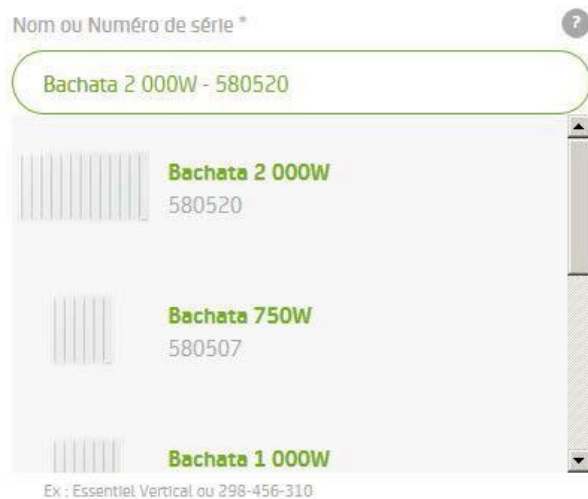 Nom ou Numéro de série *
?
Bachata 2 000W - 580520
Bachata 2 000W
580520
Bachata 750W
580507
Bachata 1 000W
Ex : Essentiel Vertical ou 298-456-310